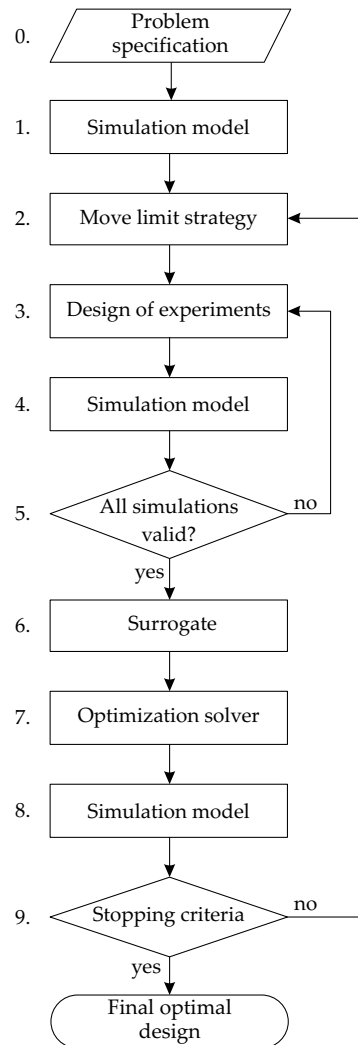 0.
Problem
specification
1.
Simulation model
2.
Move limit strategy
3.
Design of experiments
4.
Simulation model
5.
All simulations
valid?
no
yes
6.
Surrogate
7.
Optimization solver
8.
Simulation model
9.
Stopping criteria
no
yes
Final optimal
design